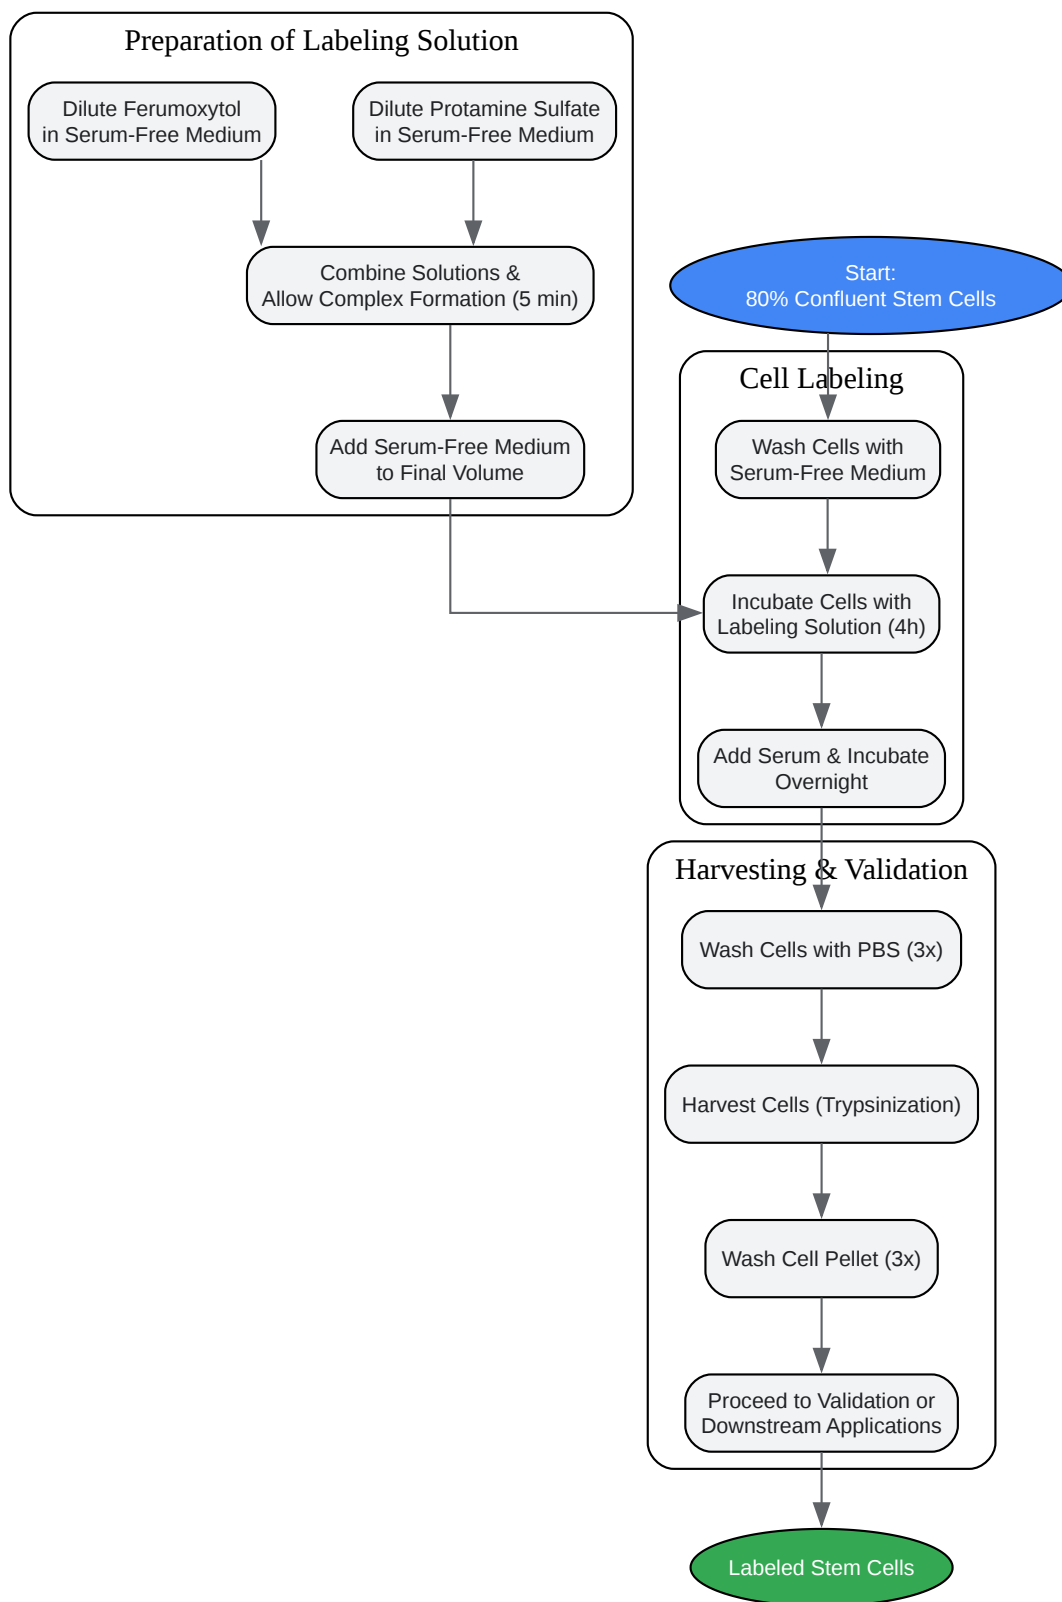 Preparation of Labeling Solution
Dilute Ferumoxytol
in Serum-Free Medium
Dilute Protamine Sulfate
in Serum-Free Medium
Combine Solutions &
Allow Complex Formation (5 min)
Add Serum-Free Medium
to Final Volume
Start:
80% Confluent Stem Cells
Cell Labeling
Wash Cells with
Serum-Free Medium
Incubate Cells with
Labeling Solution (4h)
Add Serum & Incubate
Overnight
Harvesting & Validation
Wash Cells with PBS (3x)
Harvest Cells (Trypsinization)
Wash Cell Pellet (3x)
Proceed to Validation or
Downstream Applications
Labeled Stem Cells